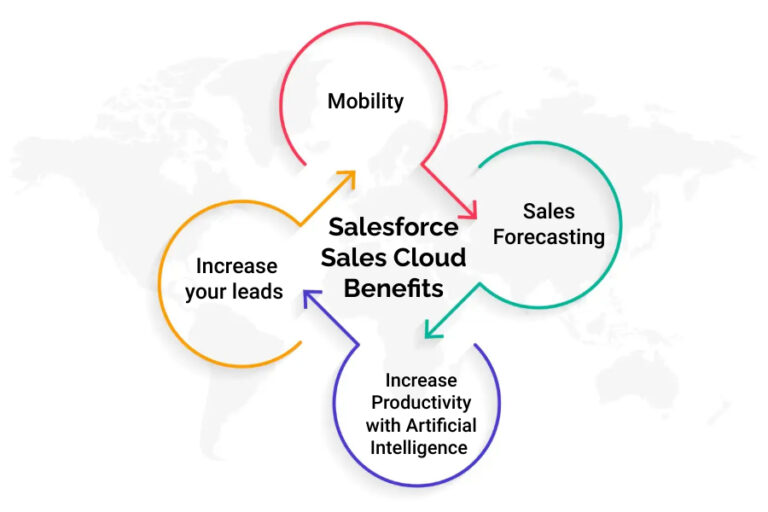 Mobility
Sales
Forecasting
Salesforce
Sales Cloud
Benefits
Increase
your leads
Increase
Productivity
with Artificial
Intelligence